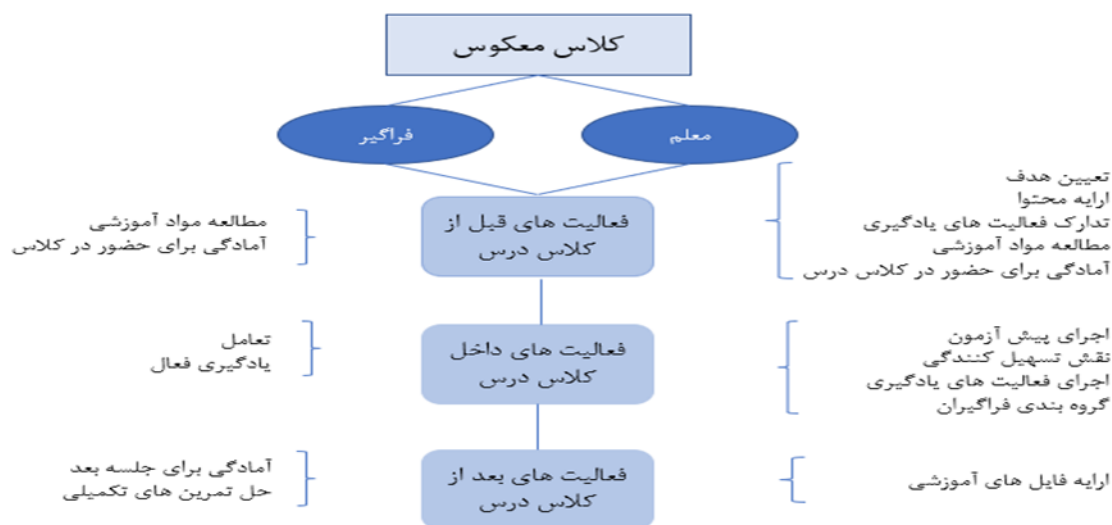 کلاس معکوس
معلم
فراگیر
فعالیت های قبل از
کلاس درس
تعیین هدف
ارایه محتوا
تدارک فعالیت های یادگیری
مطالعه مواد آموزشی
آمادگی برای حضور در کلاس درس
مطالعه مواد آموزشی
آمادگی برای حضور در کلاس
فعالیت های داخل
کلاس درس
اجرای پیش آزمون
نقش تسهیل کنندگی
اجرای فعالیت های یادگیری
گروه بندی فراگیران
تعامل
یادگیری فعال
فعالیت های بعد از
کلاس درس
ارایه فایل های آموزشی
آمادگی برای جلسه بعد
حل تمرین های تکمیلی